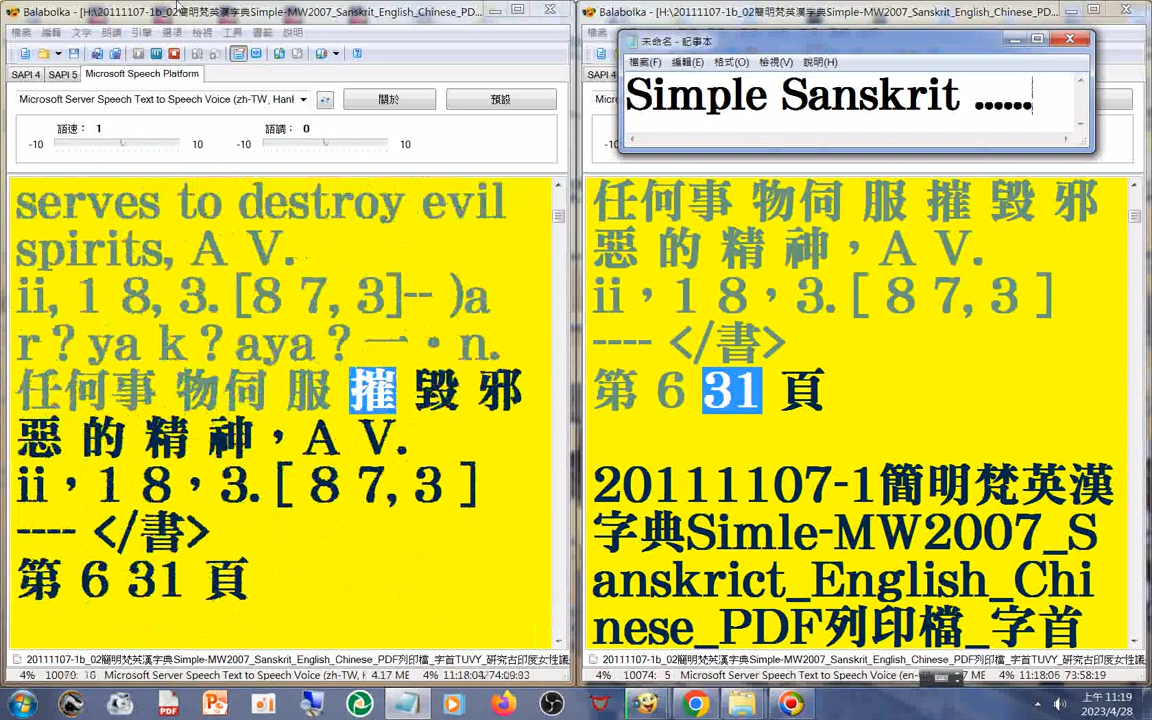 Balabolka - [H:\20111107-1b_02簡明梵英漢字典Simple-MW2007_Sanskrit_English_Chinese_PD...
檔案 編輯 文字 朗讀 引擎 選項 檢視 工具 書籤 說明
SAPI 4 SAPI 5 Microsoft Speech Platform
Microsoft Server Speech Text to Speech Voice (zh-TW, HanH
關於
預設
語速： 1
語調： 0
-10 10 -10 10
serves to destroy evil
spirits, A V.
ii, 1 8, 3. [8 7, 3]-- )a
r ? ya k ? aya ? 一・n.
任何事 物伺 服 摧 毀 邪
惡 的 精 神，A V.
ii，1 8，3. [ 8 7, 3 ]
---- </書>
第 6 31 頁
20111107-1b_02簡明梵英漢字典Simple-MW2007_Sanskrit_English_Chinese_PDF列印檔_字首TUVY_研究古印度女性議
4% 10079: 16 Microsoft Server Speech Text to Speech Voice (zh-TW, I 4.17 MB 4% 11:18:04/74:09:33
Balabolka - [H:\20111107-1b_02簡明梵英漢字典Simple-MW2007_Sanskrit_English_Chinese_PD...
檔案
SAPI 4
未命名 - 記事本
檔案(F) 編輯(E) 格式(O) 檢視(V) 說明(H)
Simple Sanskrit ......
-10 10 -10 10
任何事 物伺 服 摧 毀 邪
惡 的 精 神，A V.
ii，1 8，3. [ 8 7, 3 ]
---- </書>
第 6 31 頁
20111107-1簡明梵英漢
字典Simle-MW2007_S
anskrict_English_Chi
nese_PDF列印檔_字首
20111107-1b_02簡明梵英漢字典Simple-MW2007_Sanskrit_English_Chinese_PDF列印檔_字首TUVY_研究古印度女性議
4% 10074: 5 Microsoft Server Speech Text to Speech Voice (zh-TW, I 4.17 MB 4% 11:18:06 73:58:19
上午 11:19
2023/4/28